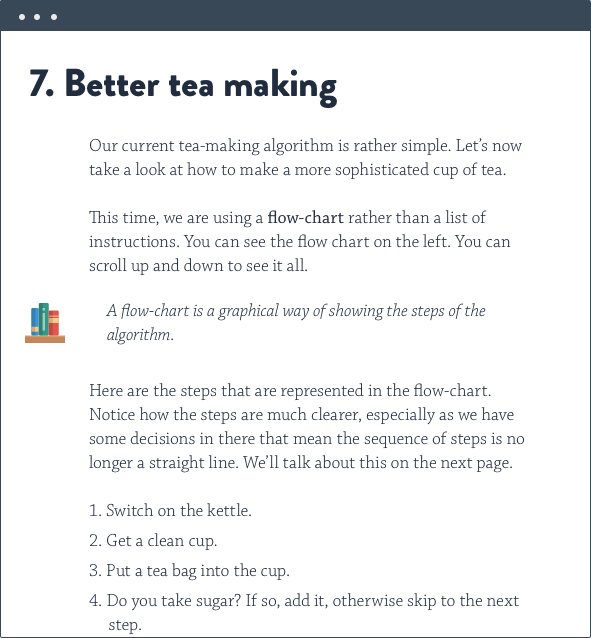 7. Better tea making
Our current tea-making algorithm is rather simple. Let’s now
take a look at how to make a more sophisticated cup of tea.
This time, we are using a flow-chart rather than a list of
instructions. You can see the flow chart on the left. You can
scroll up and down to see it all.
A flow-chart is a graphical way of showing the steps of the
algorithm.
Here are the steps that are represented in the flow-chart.
Notice how the steps are much clearer, especially as we have
some decisions in there that mean the sequence of steps is no
longer a straight line. We’ll talk about this on the next page.
1. Switch on the kettle.
2. Get a clean cup.
3. Put a tea bag into the cup.
4. Do you take sugar? If so, add it, otherwise skip to the next
step.